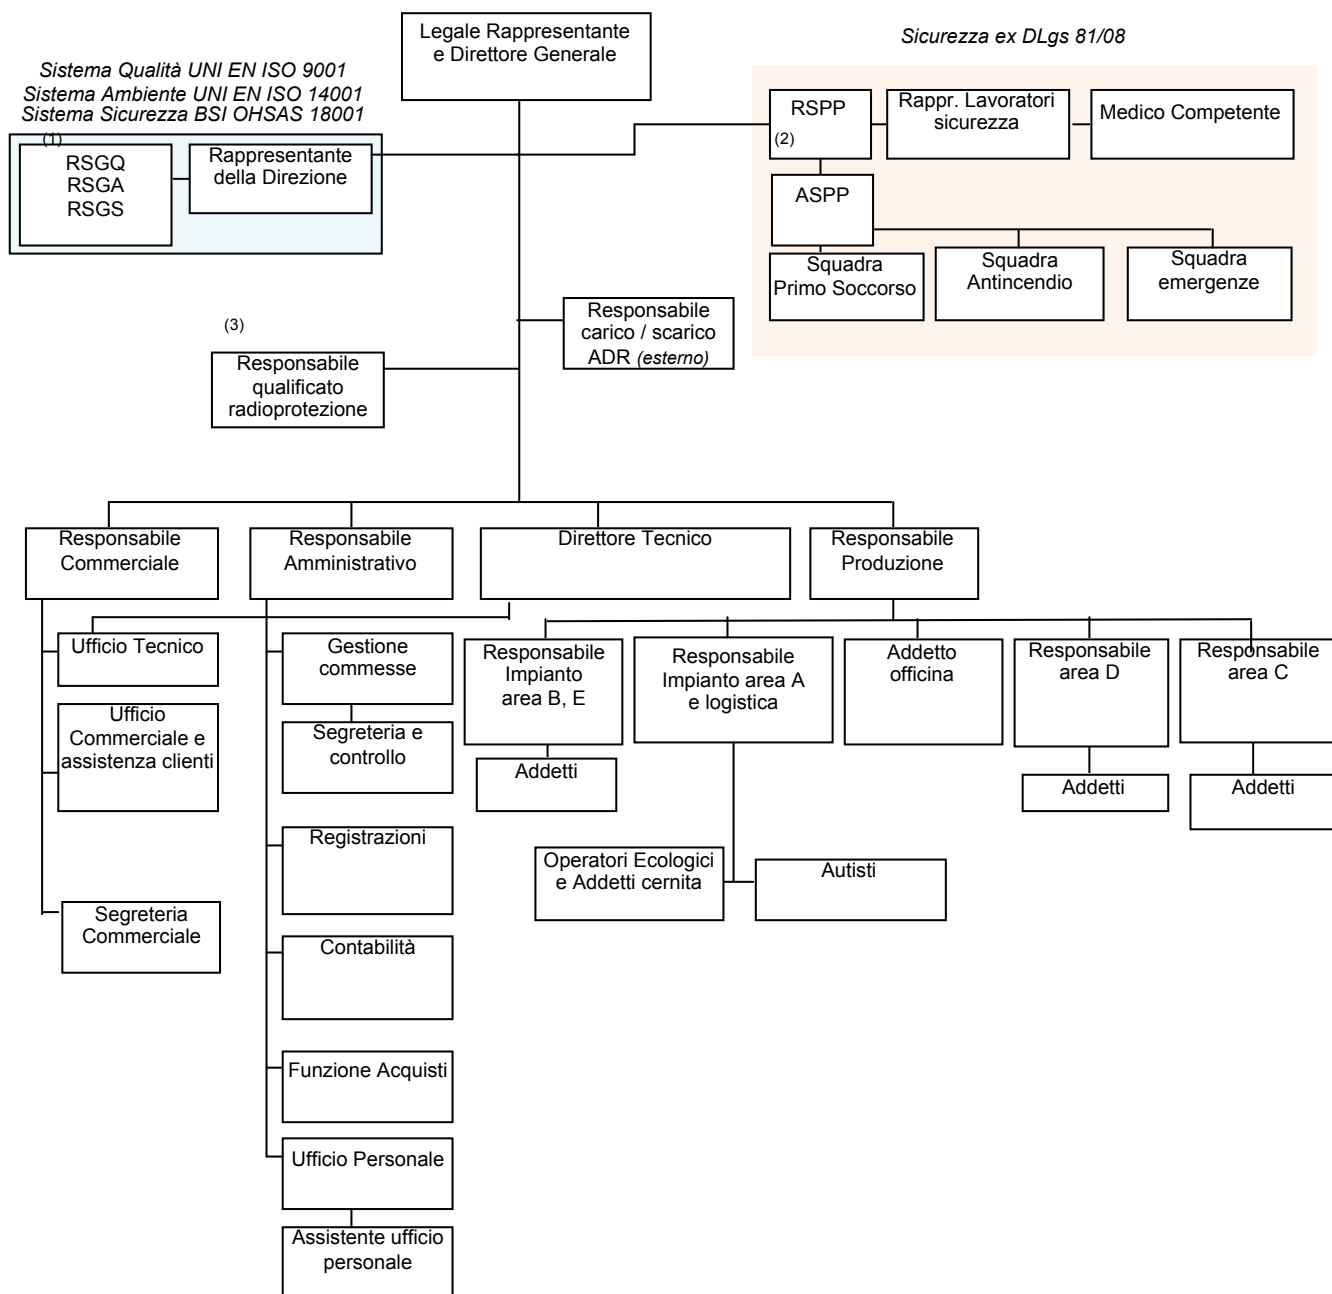 Legale Rappresentante
e Direttore Generale
Sicurezza ex DLgs 81/08
Sistema Qualità UNI EN ISO 9001
Sistema Ambiente UNI EN ISO 14001
Sistema Sicurezza BSI OHSAS 18001
(1)
RSGQ
RSGA
RSGS
Rappresentante
della Direzione
RSPP
(2)
Rappr. Lavoratori
sicurezza
Medico Competente
ASPP
Squadra
Primo Soccorso
Squadra
Antincendio
Squadra
emergenze
Responsabile
carico / scarico
ADR (esterno)
(3)
Responsabile
qualificato
radioprotezione
Responsabile
Commerciale
Responsabile
Amministrativo
Direttore Tecnico
Responsabile
Produzione
Ufficio Tecnico
Ufficio
Commerciale e
assistenza clienti
Segreteria
Commerciale
Gestione
commesse
Segreteria e
controllo
Registrazioni
Contabilità
Funzione Acquisti
Ufficio Personale
Assistente ufficio
personale
Responsabile
Impianto
area B, E
Addetti
Responsabile
Impianto area A
e logistica
Operatori Ecologici
e Addetti cernita
Autisti
Addetto
officina
Responsabile
area D
Addetti
Responsabile
area C
Addetti